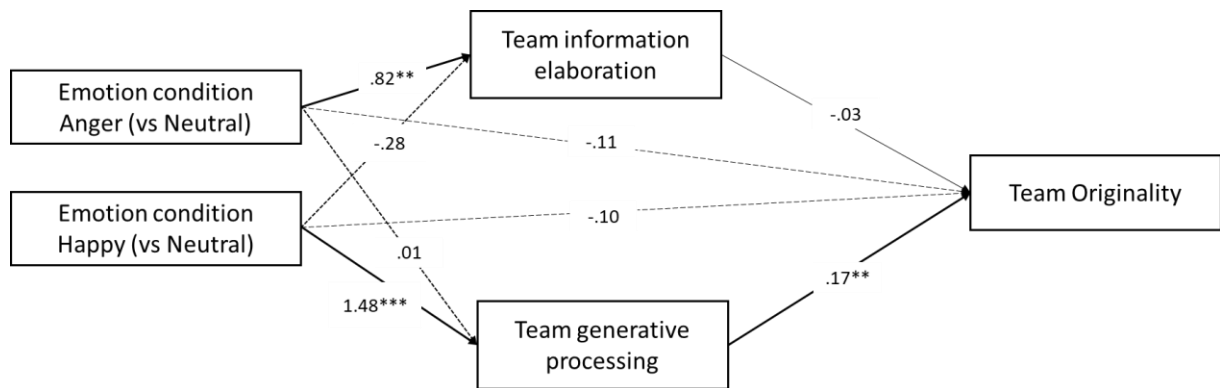 Team information
elaboration
.82**
Emotion condition
Anger (vs Neutral)
-.03
-.28
-.11
Team Originality
Emotion condition
Happy (vs Neutral)
-.10
.01
.17**
1.48***
Team generative
processing